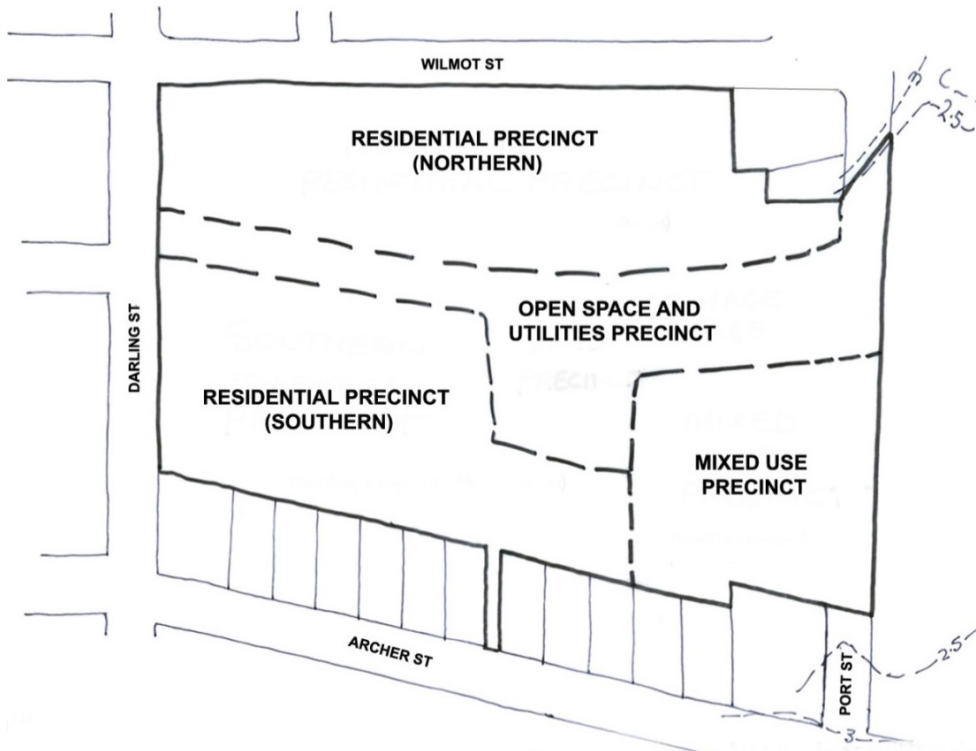 WILMOT ST
RESIDENTIAL PRECINCT
(NORTHERN)
2.5
OPEN SPACE AND
UTILITIES PRECINCT
DARLING ST
RESIDENTIAL PRECINCT
(SOUTHERN)
MIXED USE
PRECINCT
ARCHER ST
PORT ST
2.5
3